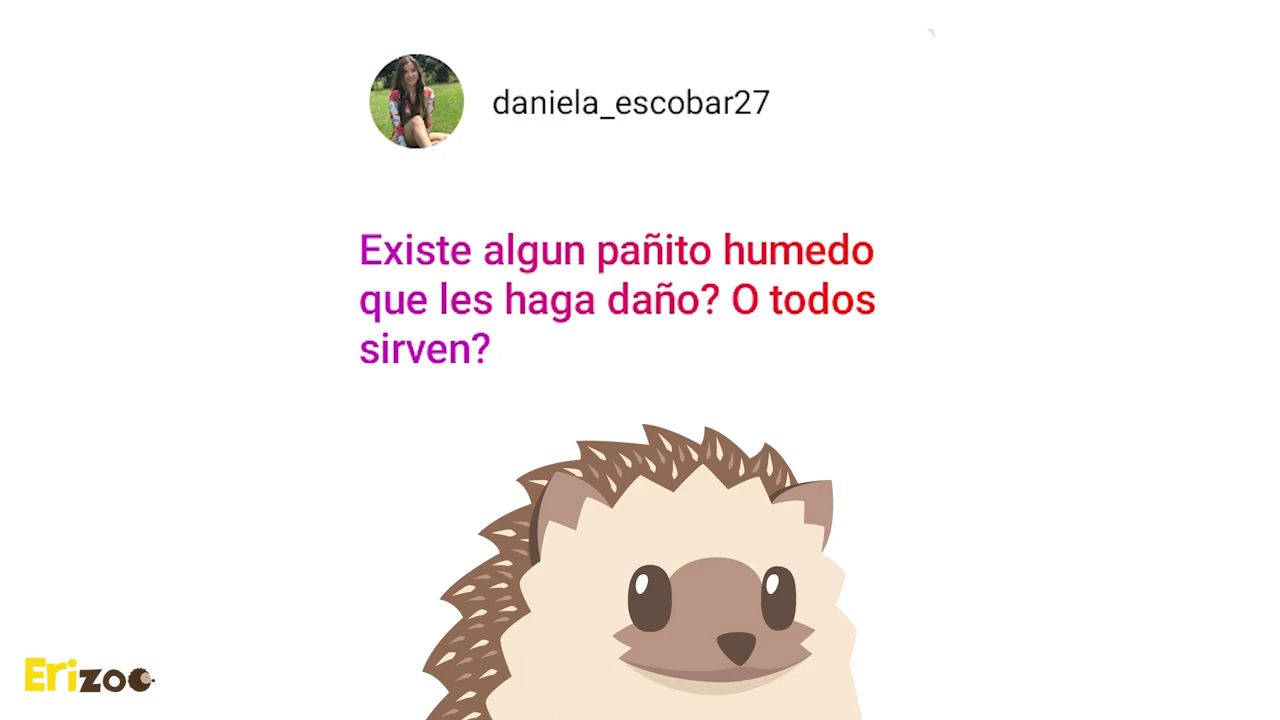 daniela_escobar27
Existe algun pañito humedo
que les haga daño? O todos
sirven?
Erizoo